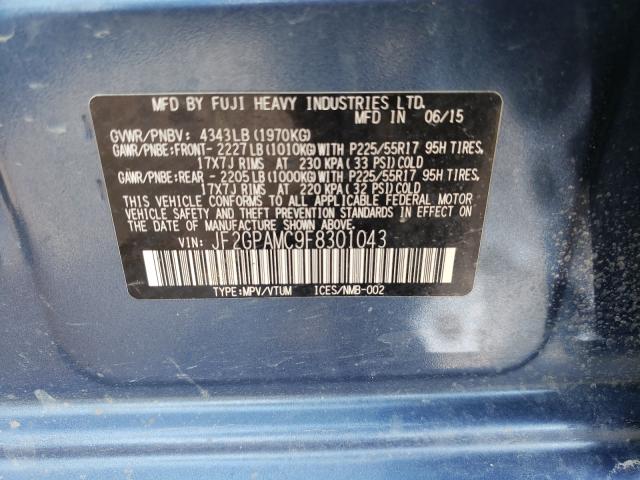 MFD BY FUJI HEAVY INDUSTRIES LTD.
MFD IN 06/15
GVWR/PNBV: 4343LB (1970KG)
GAWR/PNBE:FRONT- 2227LB(1010KG)WITH P225/55R17 95H TIRES,
17X7J RIMS AT 230 KPA(33 PSI)COLD
GAWR/PNBE:REAR - 2205LB(1000KG)WITH P225/55R17 95H TIRES,
17X7J RIMS AT 220 KPA(32 PSI)COLD
THIS VEHICLE CONFORMS TO ALL APPLICABLE FEDERAL MOTOR
VEHICLE SAFETY AND THEFT PREVENTION STANDARDS IN EFFECT
ON THE DATE OF MANUFACTURE SHOWN ABOVE.
VIN: JF2GPAMC9F8301043
TYPE:MPV/VTUM ICES/NMB-002